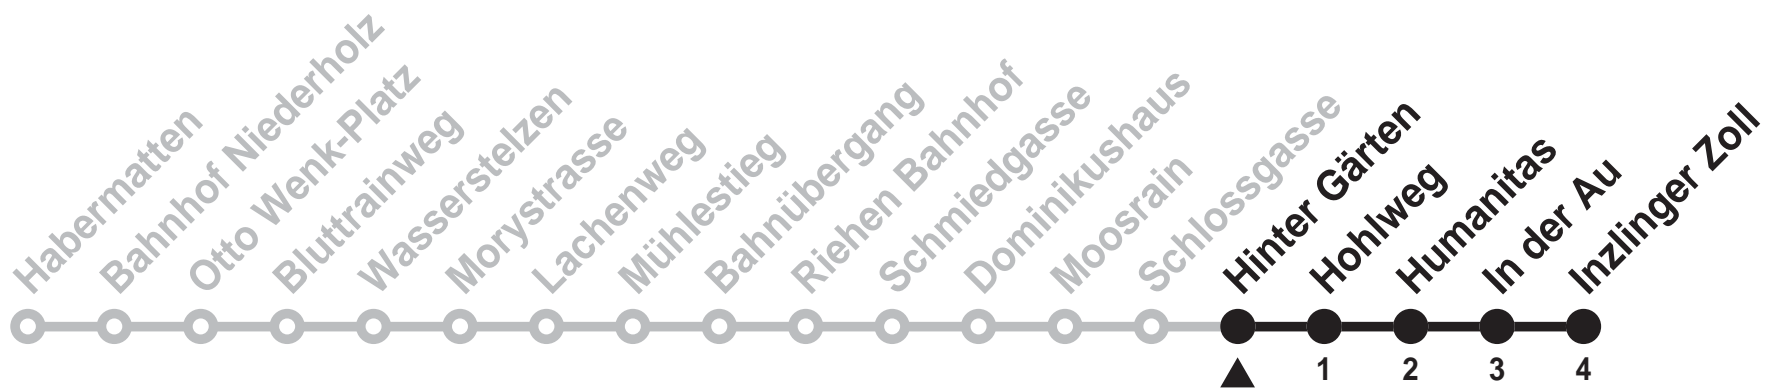 Habermatten
Bahnhof Niederholz
Otto Wenk-Platz
Bluttrainweg
Wasserstelzen
Morystrasse
Lachenweg
Mühlestieg
Bahnübergang
Riehen Bahnhof
Schmiedgasse
Dominikushaus
Moosrain
Schlossgasse
Hinter Gärten
Hohlweg
Humanitas
In der Au
Inzlinger Zoll
1 2 3 4